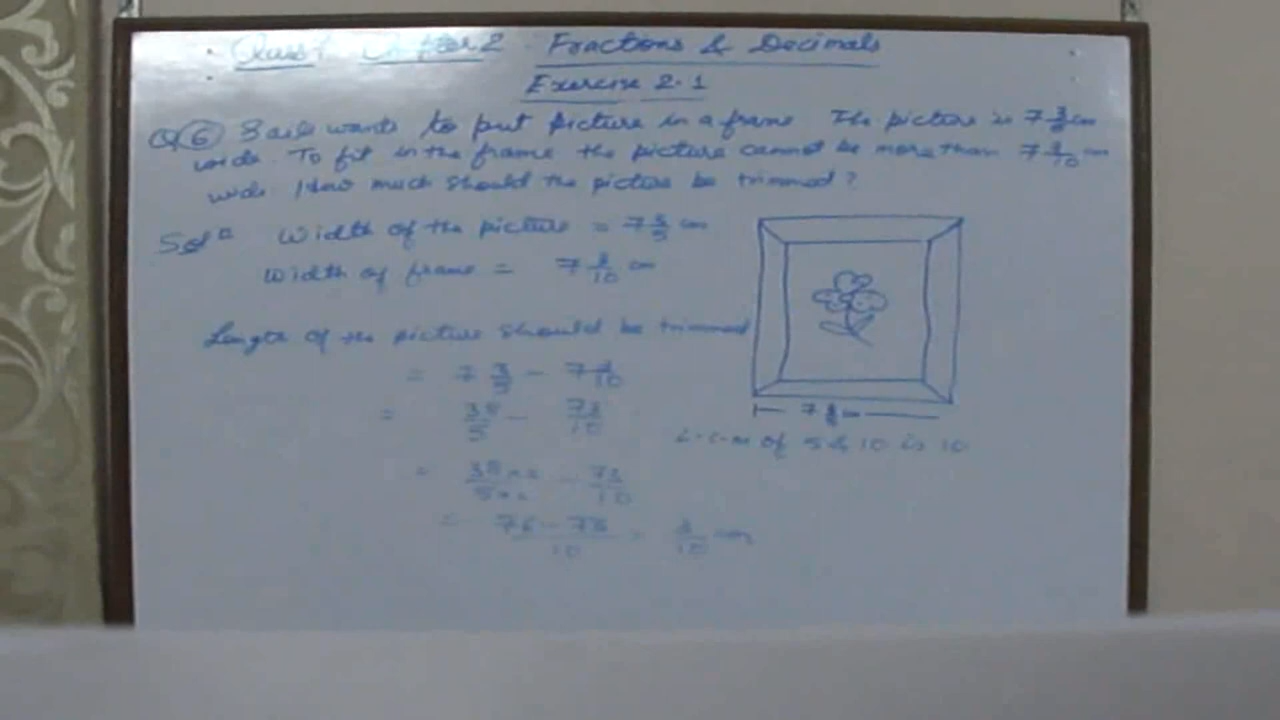 Class 7 Chapter 2 Fractions & Decimals
Exercise 2.1
Q(6) Salil wants to put picture in a frame The picture is 7 3/5 cm
wide. To fit in the frame the picture cannot be more than 7 3/10 cm
wide How much should the picture be trimmed?
Solⁿ Width of the picture = 7 3/5 cm
Width of frame = 7 3/10 cm
Length of the picture should be trimmed
= 7 3/5 - 7 3/10
= 38/5 - 73/10
L.C.M of 5 & 10 is 10
= 38×2/5×2 - 73/10
= 76-73/10 = 3/10 cm